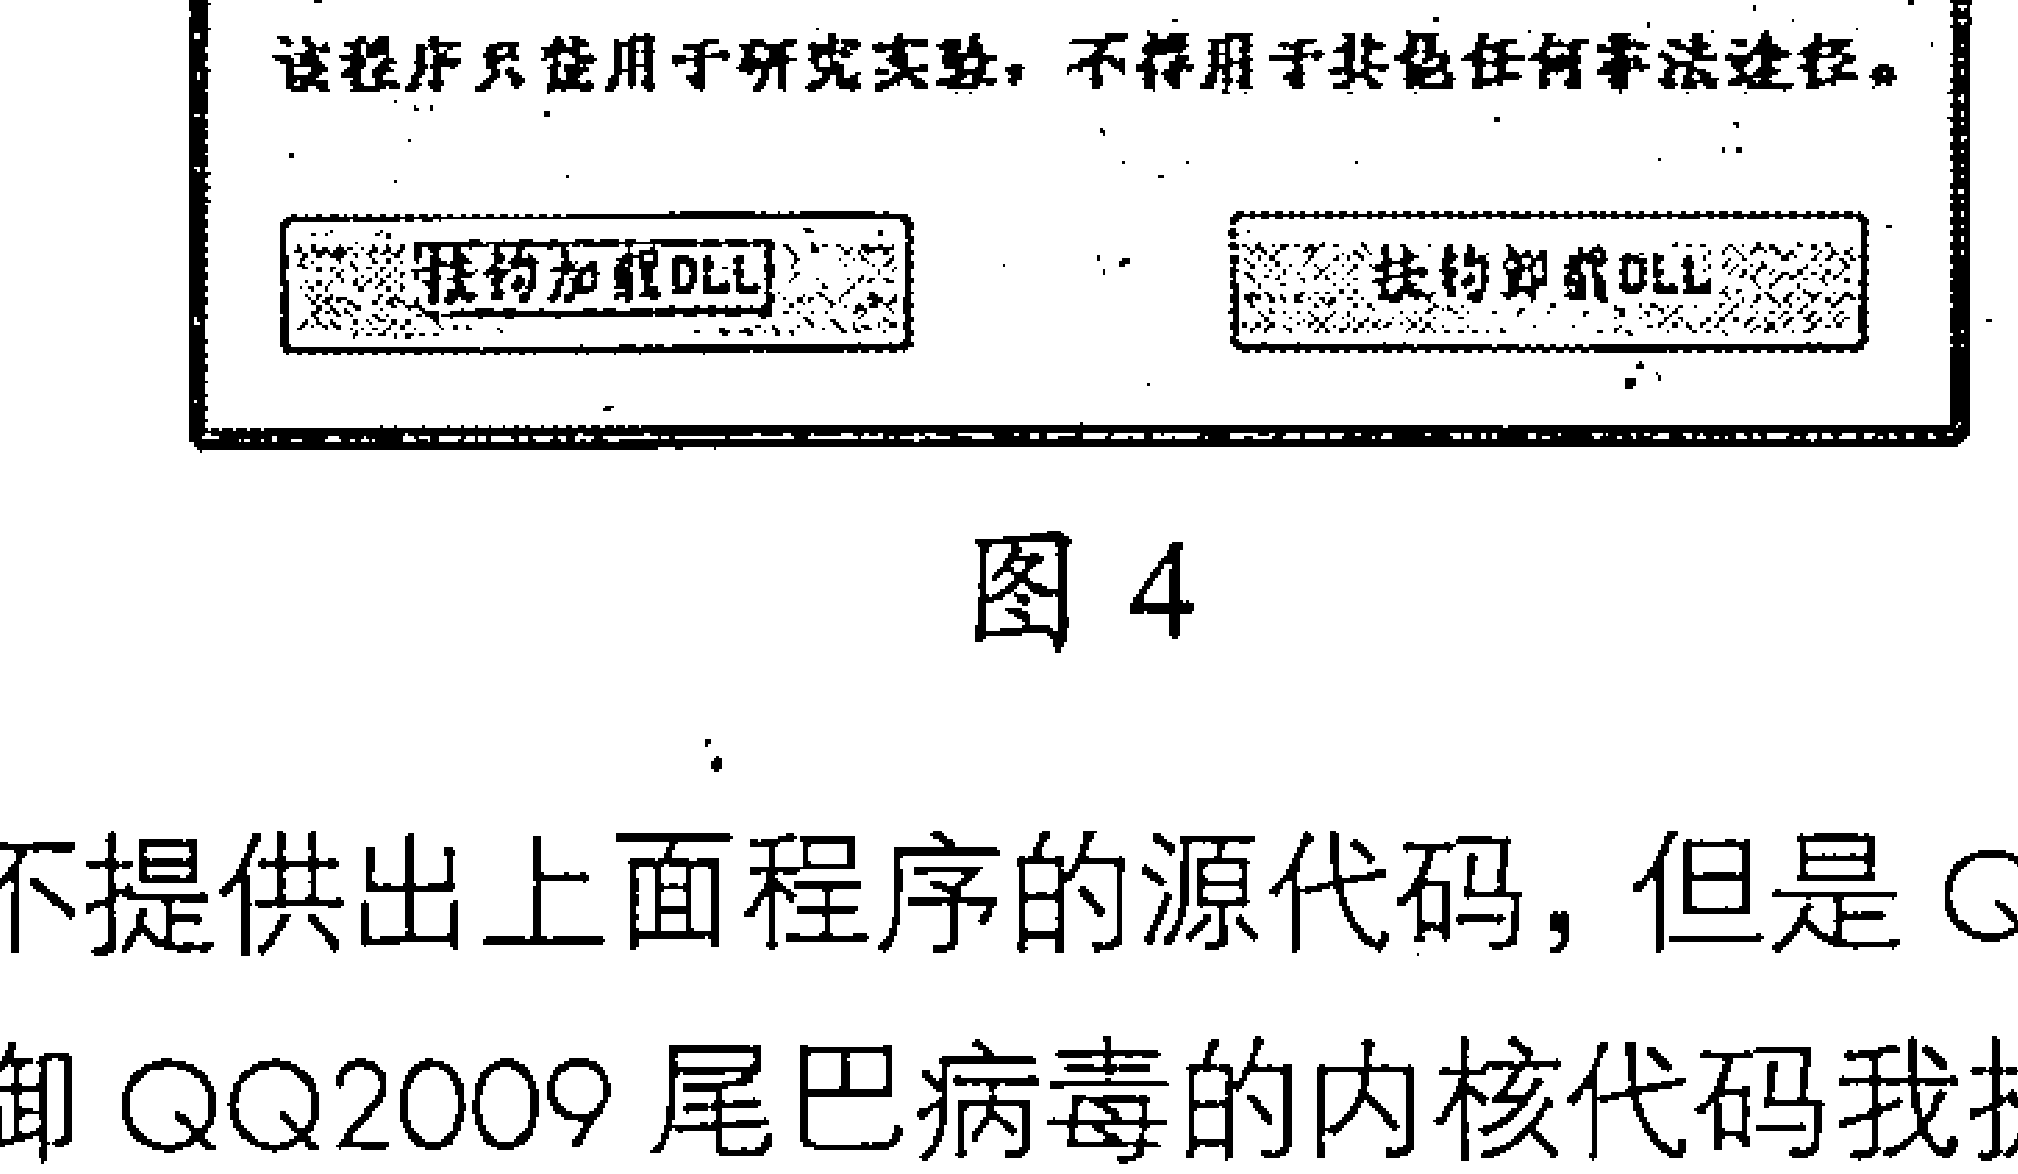 该程序只使用于研究实验，不得用于其他任何非法途径。
挂钩加载DLL
挂钩卸载DLL
图 4
不提供出上面程序的源代码，但是 Q
御 QQ2009 尾巴病毒的内核代码我提